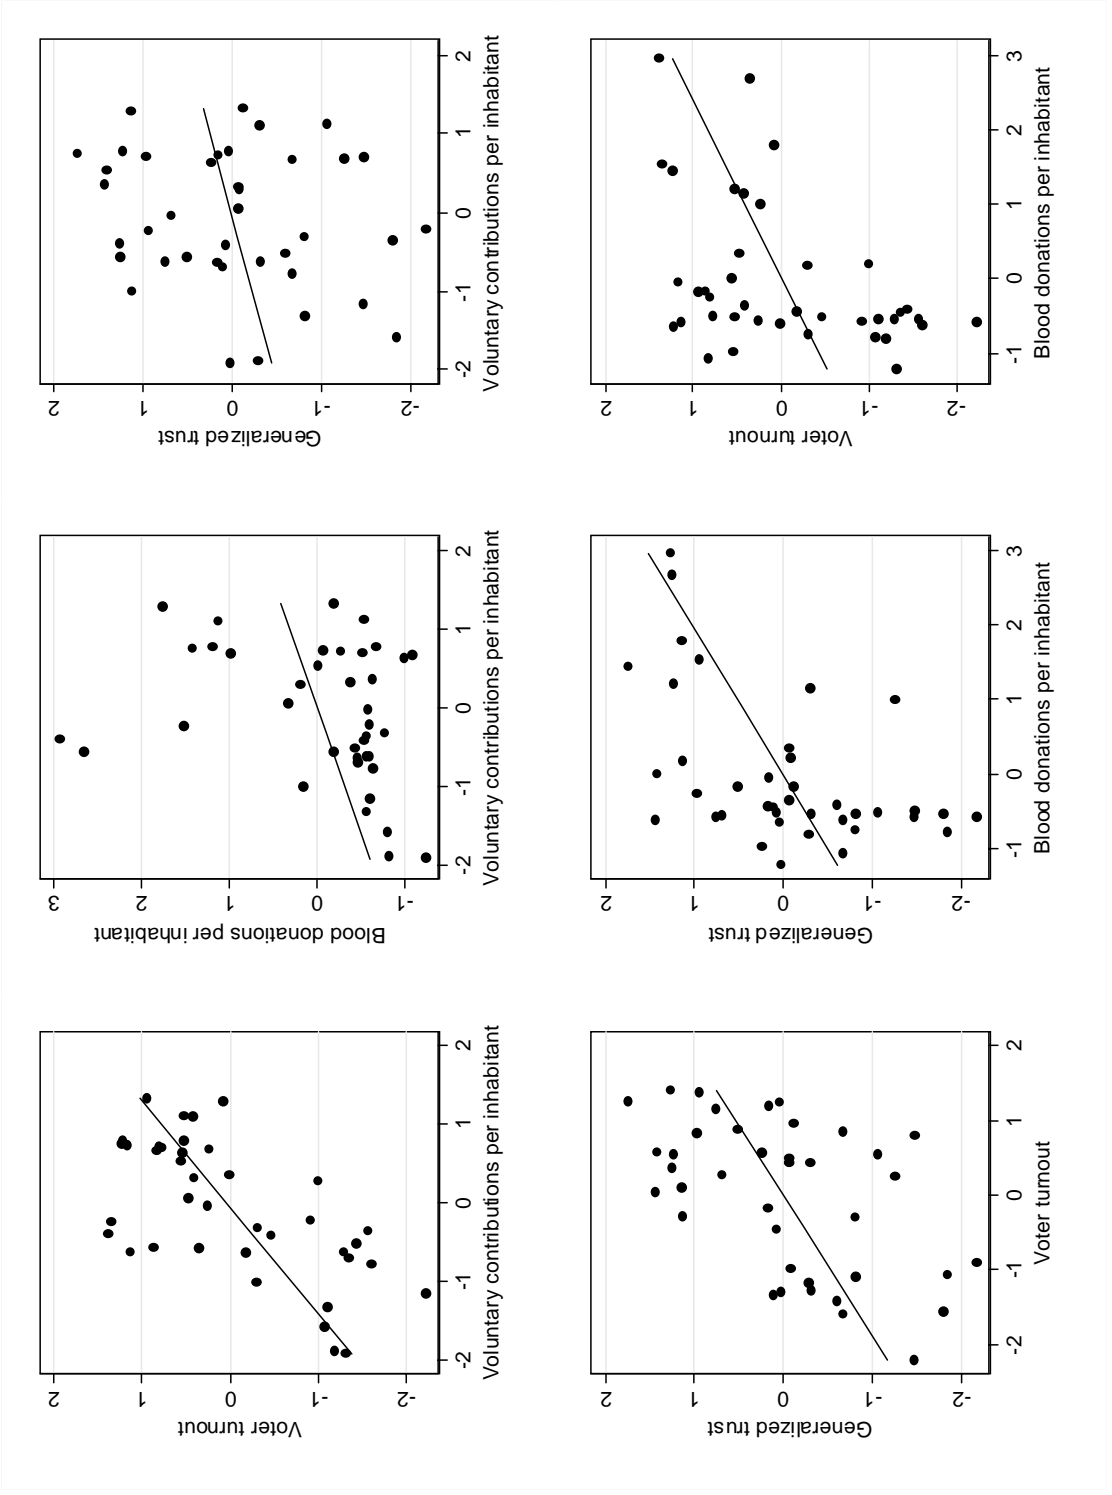 Voter turnout
2
1
0
-1
-2
-2 -1 0 1 2
Voluntary contributions per inhabitant
Blood donations per inhabitant
3
2
1
0
-1
-2 -1 0 1 2
Voluntary contributions per inhabitant
Generalized trust
2
1
0
-1
-2
-2 -1 0 1 2
Voluntary contributions per inhabitant
Generalized trust
2
1
0
-1
-2
-2 -1 0 1 2
Voter turnout
Generalized trust
2
1
0
-1
-2
-1 0 1 2 3
Blood donations per inhabitant
Voter turnout
2
1
0
-1
-2
-1 0 1 2 3
Blood donations per inhabitant